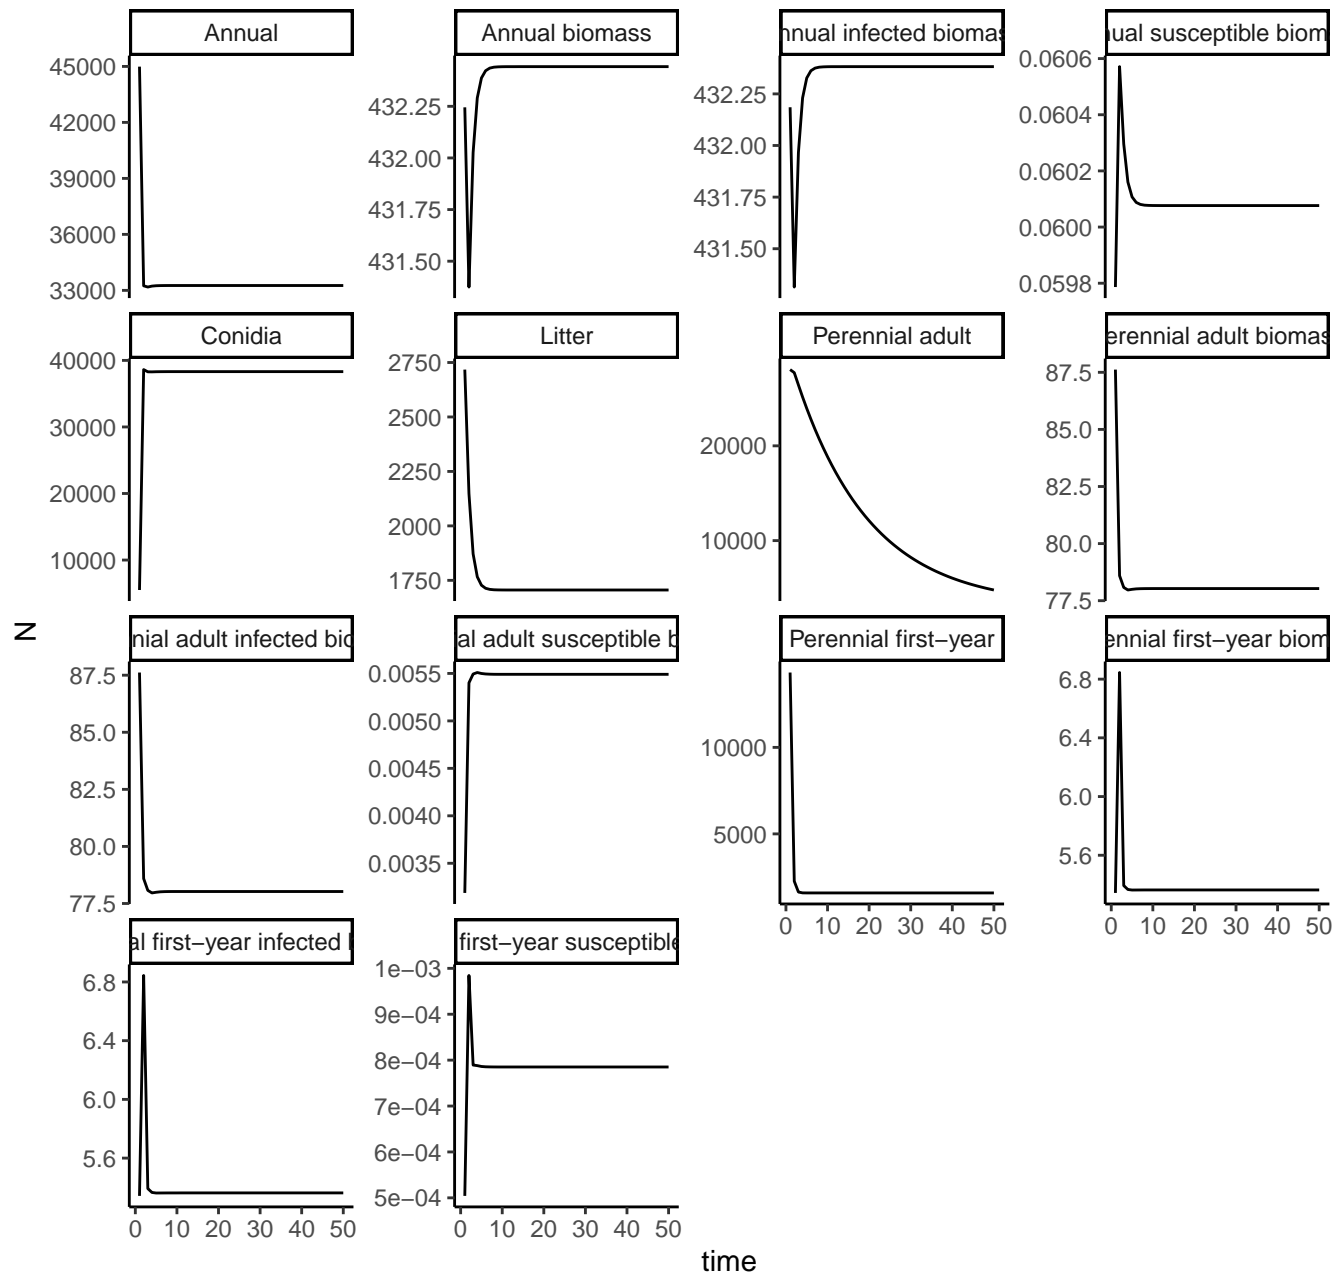 Annual
Annual biomass
nnual infected biomas
ual susceptible biom
45000
42000
39000
36000
33000
432.25
432.00
431.75
431.50
432.25
432.00
431.75
431.50
0.0606
0.0604
0.0602
0.0600
0.0598
Conidia
Litter
Perennial adult
erennial adult biomas
40000
30000
20000
10000
2750
2500
2250
2000
1750
20000
10000
87.5
85.0
82.5
80.0
77.5
N
nial adult infected bio
al adult susceptible b
Perennial first−year
ennial first−year biom
87.5
85.0
82.5
80.0
77.5
0.0055
0.0050
0.0045
0.0040
0.0035
10000
5000
6.8
6.4
6.0
5.6
0 10 20 30 40 50
0 10 20 30 40 50
al first−year infected
first−year susceptible
6.8
6.4
6.0
5.6
1e−03
9e−04
8e−04
7e−04
6e−04
5e−04
0 10 20 30 40 50
0 10 20 30 40 50
time